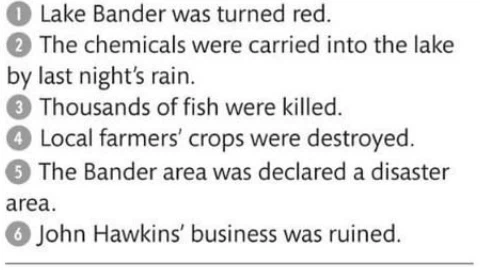 1 Lake Bander was turned red.
2 The chemicals were carried into the lake
by last night's rain.
3 Thousands of fish were killed.
4 Local farmers' crops were destroyed.
5 The Bander area was declared a disaster
area.
6 John Hawkins' business was ruined.